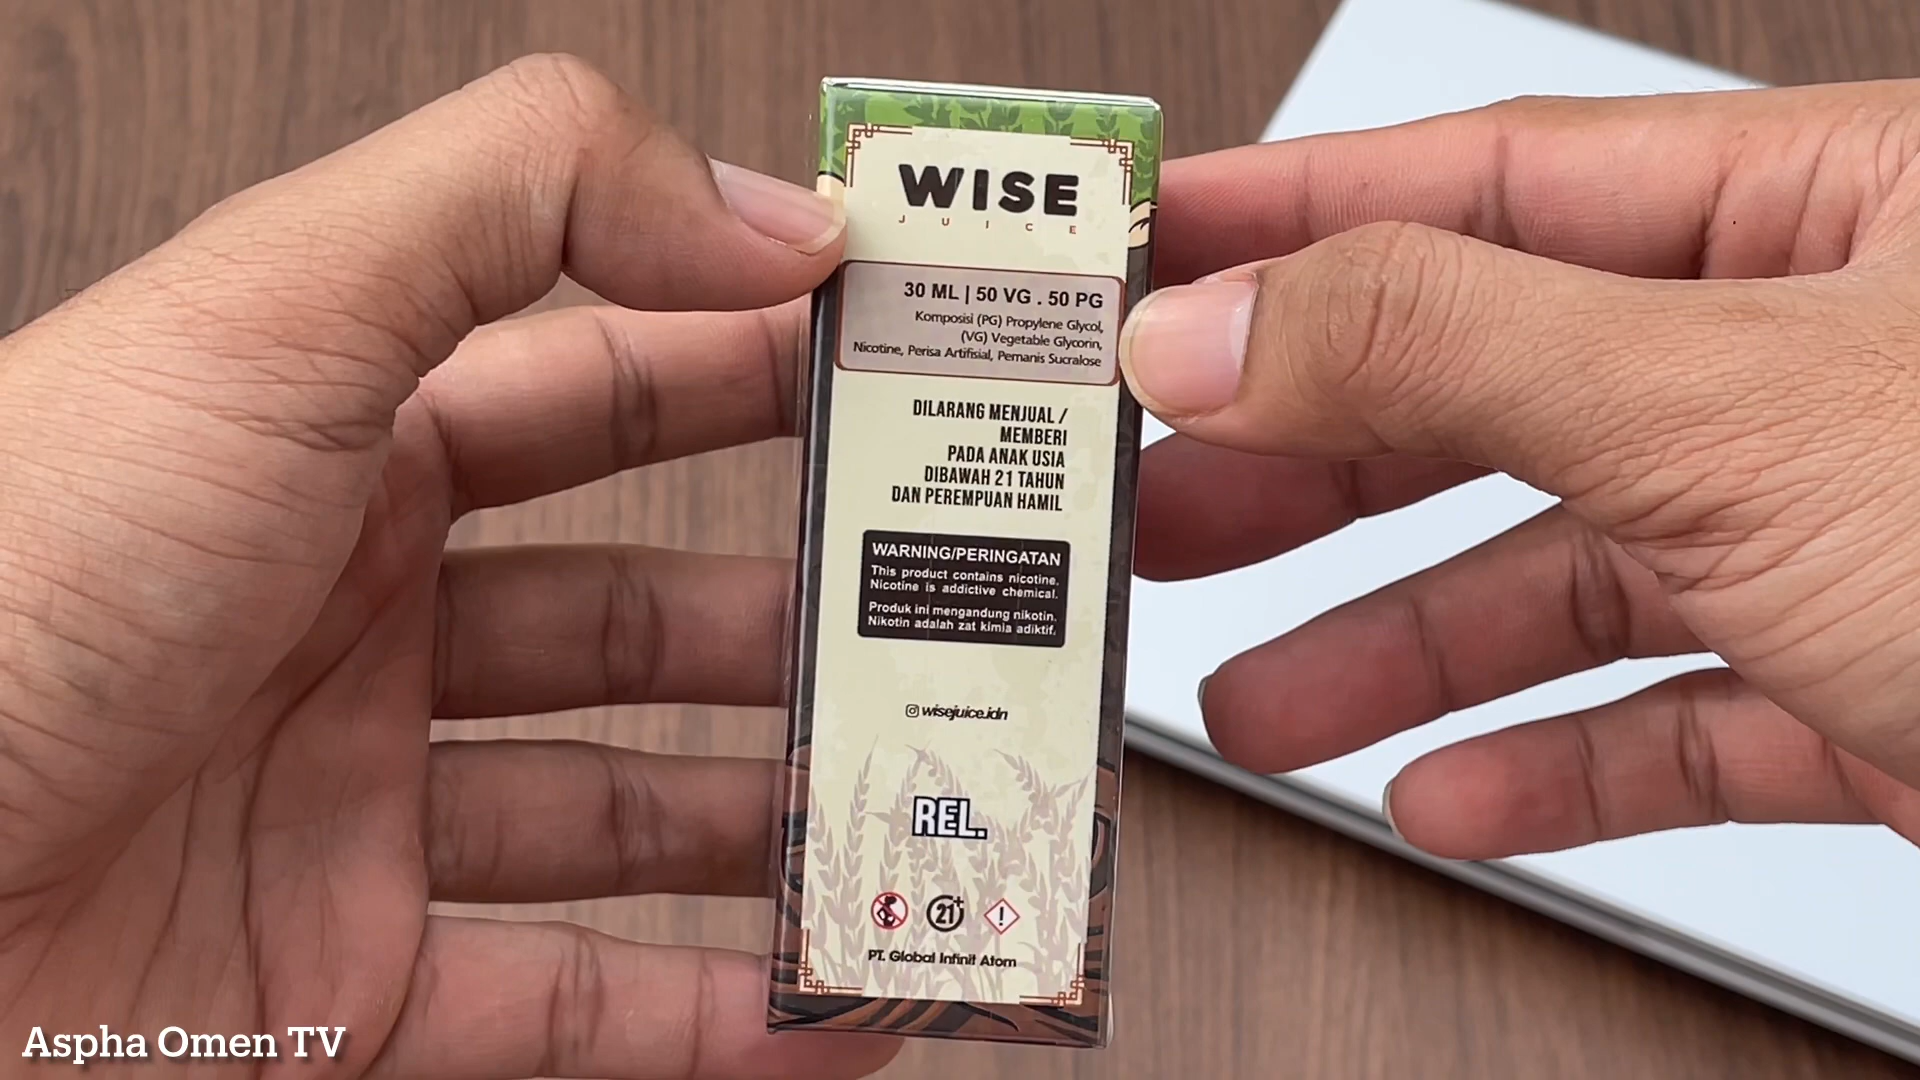 WISE
JUICE
30 ML | 50 VG . 50 PG
Komposisi (PG) Propylene Glycol,
(VG) Vegetable Glycorin,
Nicotine, Perisa Artifisial, Pemanis Sucralose
DILARANG MENJUAL /
MEMBERI
PADA ANAK USIA
DIBAWAH 21 TAHUN
DAN PEREMPUAN HAMIL
WARNING/PERINGATAN
This product contains nicotine.
Nicotine is addictive chemical.
Produk ini mengandung nikotin.
Nikotin adalah zat kimia adiktif.
wisejuice.idn
REL.
21+
!
PT. Global Infinit Atom
Aspha Omen TV